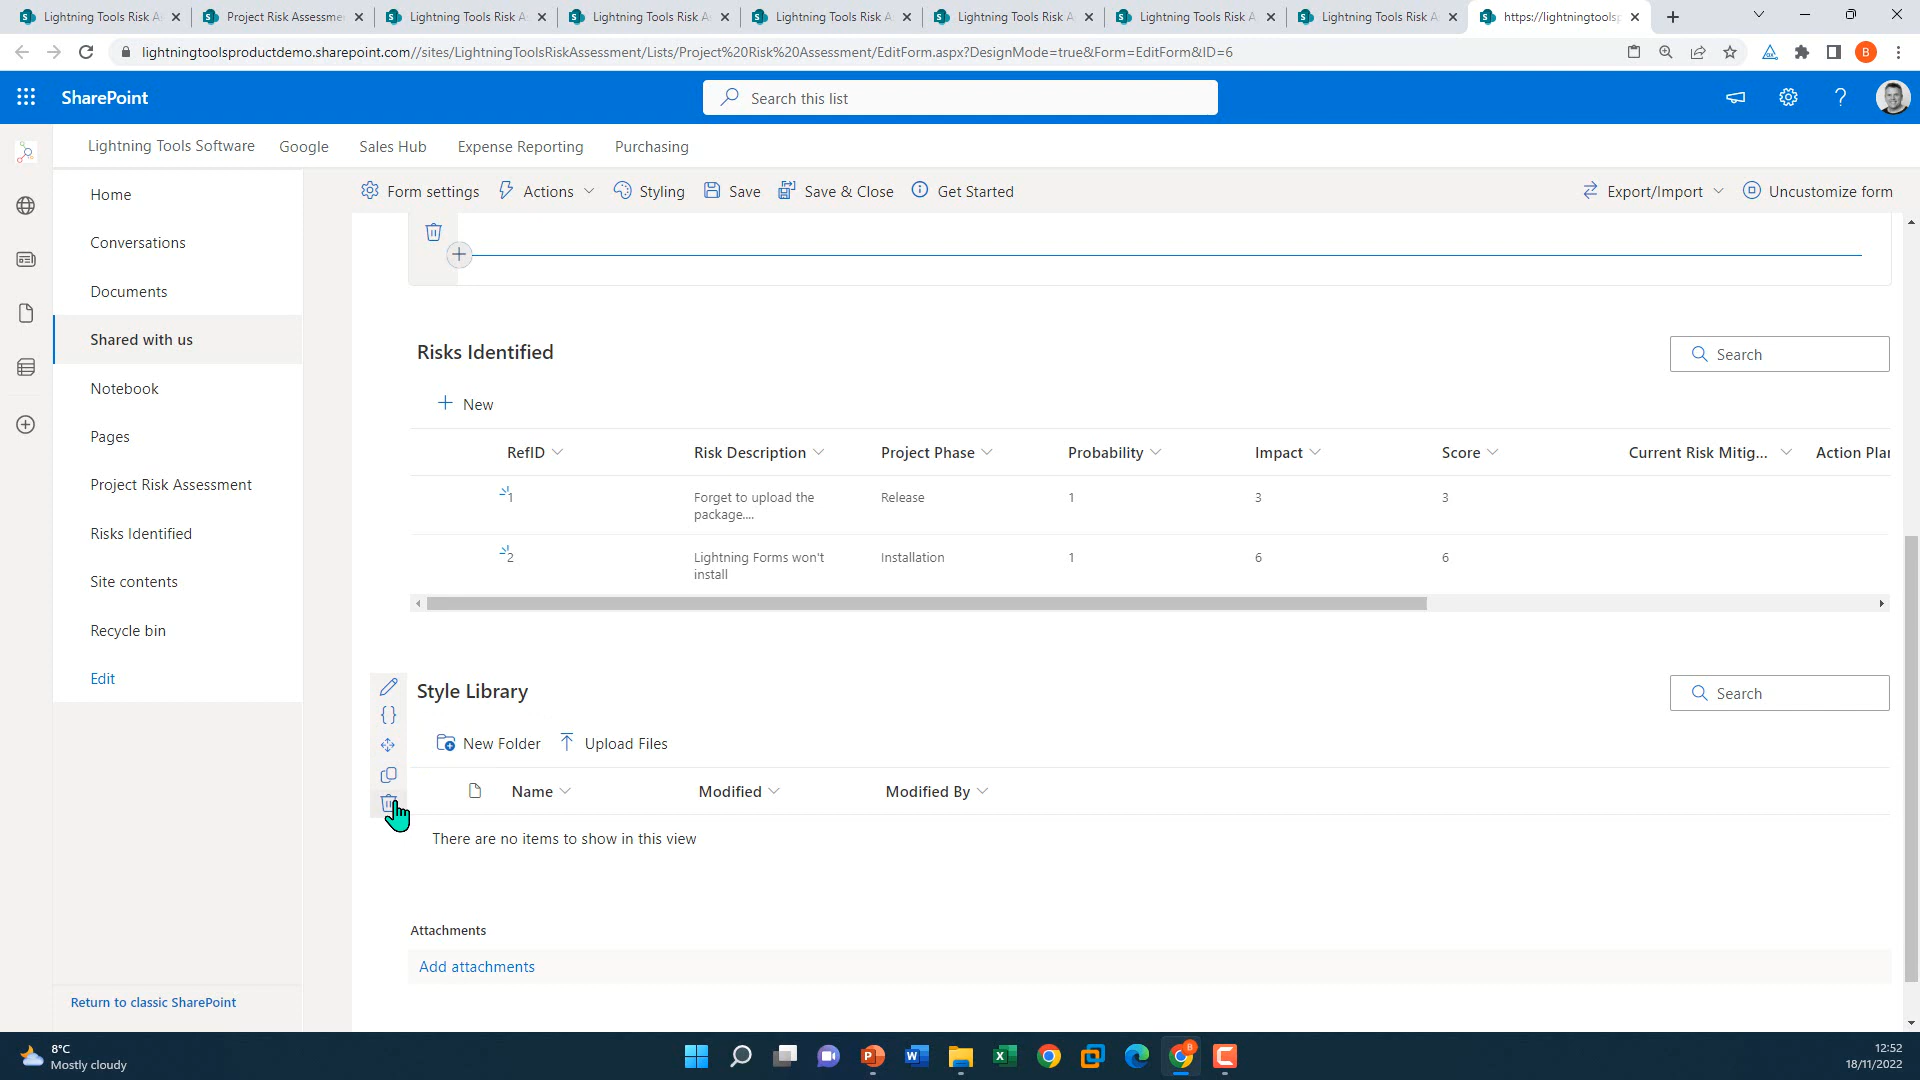 Lightning Tools Risk A
Project Risk Assessme
Lightning Tools Risk A
Lightning Tools Risk A
Lightning Tools Risk A
Lightning Tools Risk A
Lightning Tools Risk A
Lightning Tools Risk A
https://lightningtools
lightningtoolsproductdemo.sharepoint.com//sites/LightningToolsRiskAssessment/Lists/Project%20Risk%20Assessment/EditForm.aspx?DesignMode=true&Form=EditForm&ID=6
B
SharePoint
Search this list
Lightning Tools Software
Google
Sales Hub
Expense Reporting
Purchasing
Home
Conversations
Documents
Shared with us
Notebook
Pages
Project Risk Assessment
Risks Identified
Site contents
Recycle bin
Edit
Return to classic SharePoint
Form settings
Actions
Styling
Save
Save & Close
Get Started
Export/Import
Uncustomize form
Risks Identified
Search
New
RefID
Risk Description
Project Phase
Probability
Impact
Score
Current Risk Mitig...
Action Plan
1
Forget to upload the
package....
Release
1
3
3
2
Lightning Forms won't
install
Installation
1
6
6
Style Library
Search
New Folder
Upload Files
Name
Modified
Modified By
There are no items to show in this view
Attachments
Add attachments
8°C
Mostly cloudy
12:52
18/11/2022